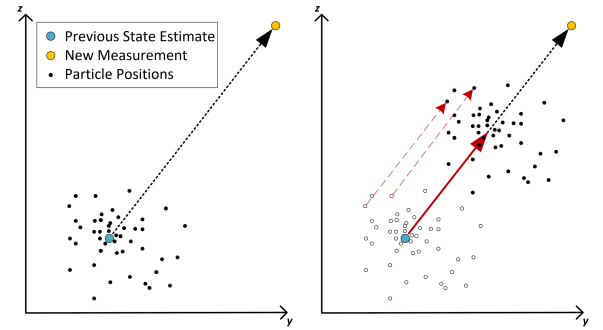 z
Previous State Estimate
New Measurement
Particle Positions
y
z
y